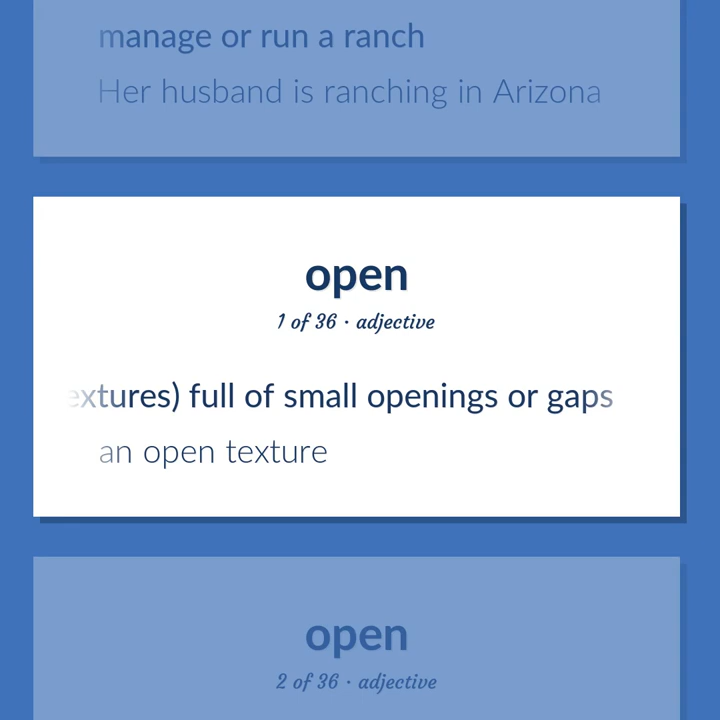 manage or run a ranch
Her husband is ranching in Arizona
open
1 of 36 · adjective
extures) full of small openings or gaps
an open texture
open
2 of 36 · adjective